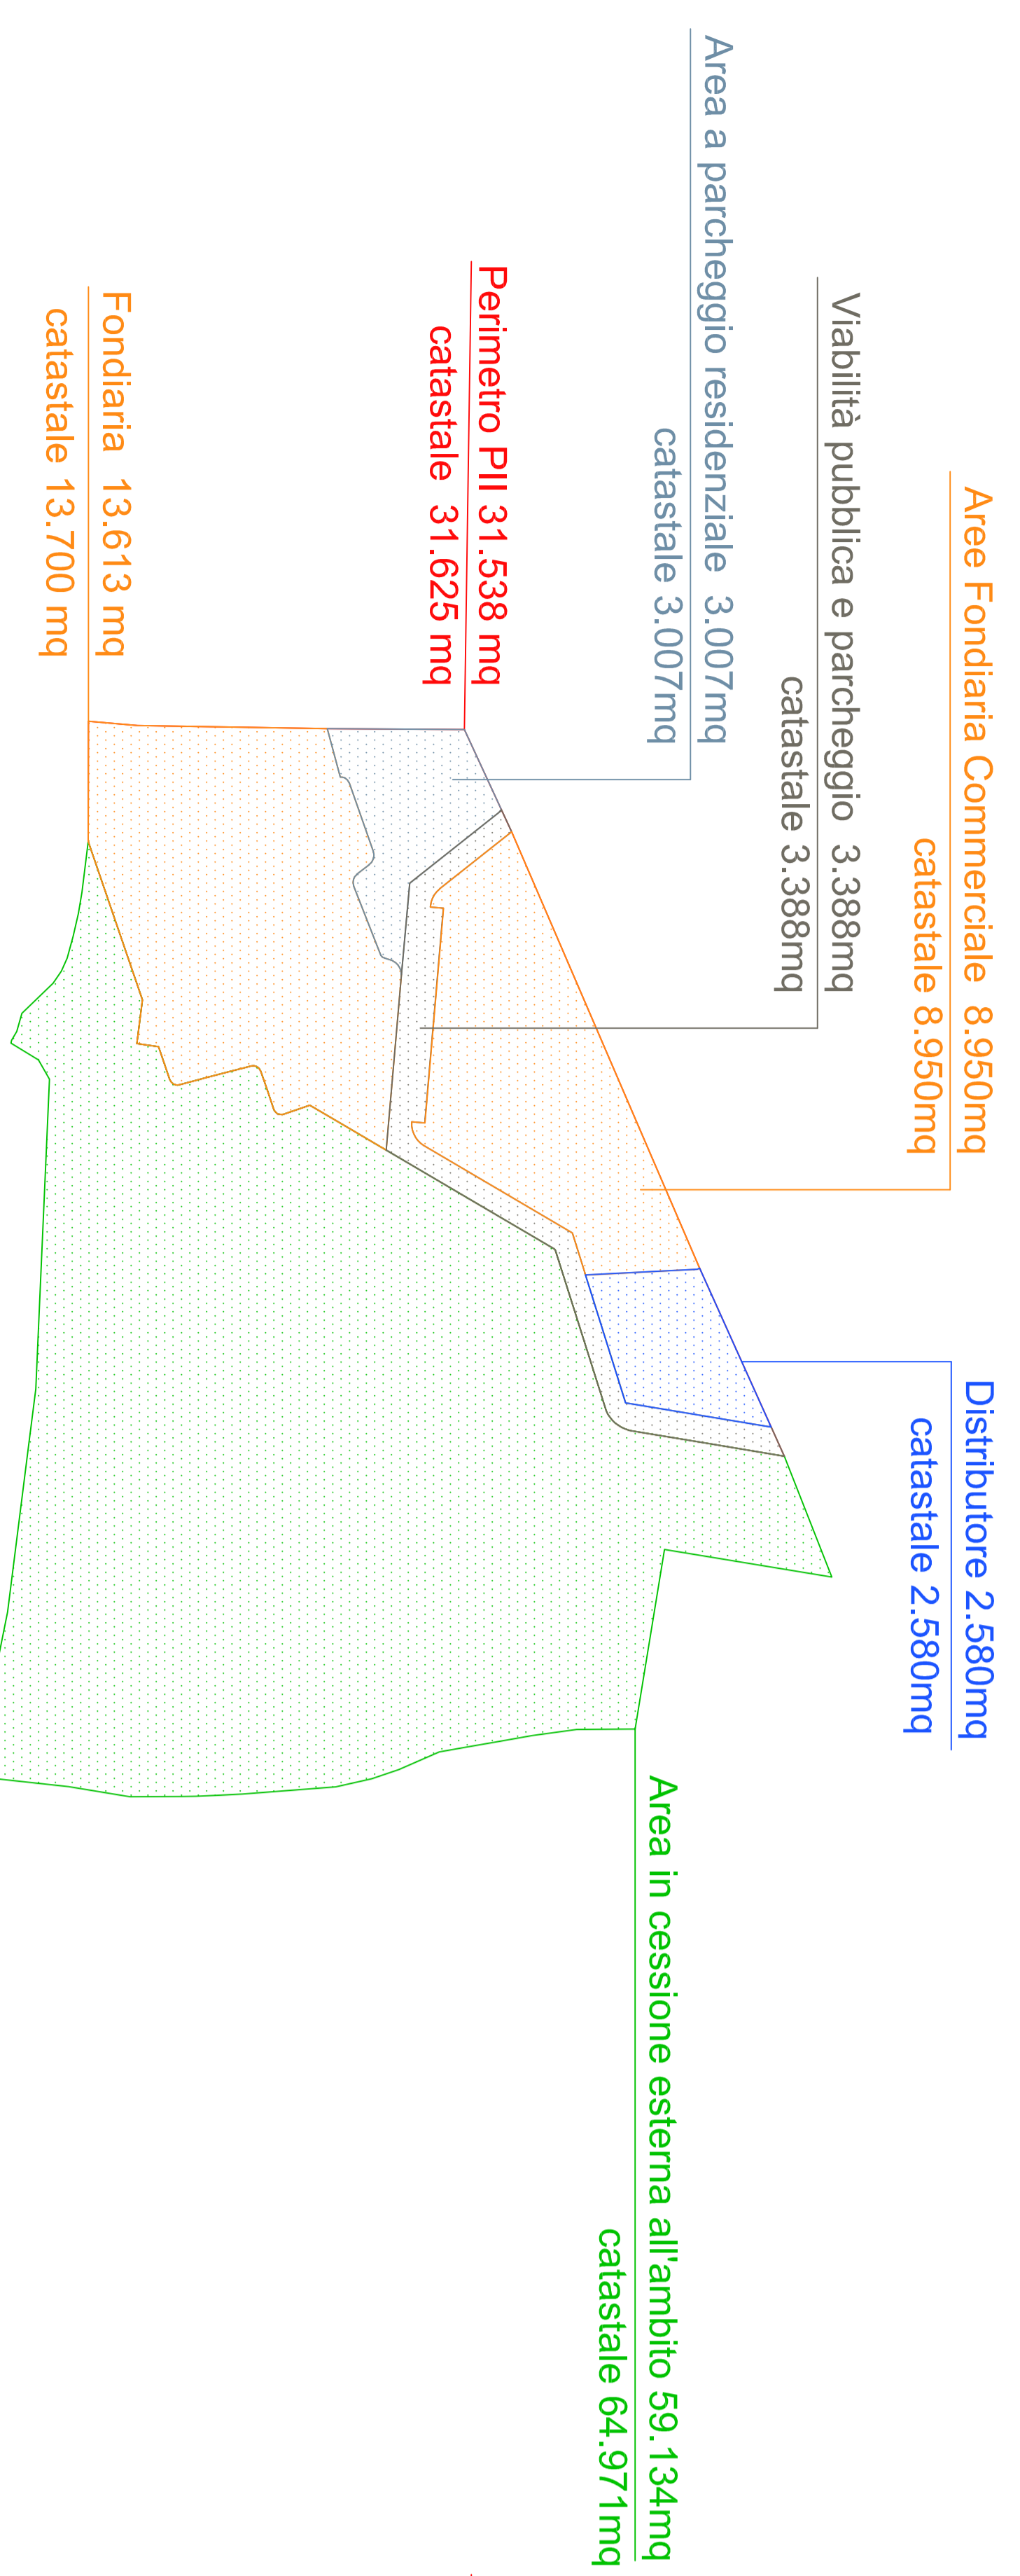 Aree Fondiaria Commerciale 8.950mq
catastale 8.950mq
Distributore 2.580mq
catastale 2.580mq
Viabilità pubblica e parcheggio 3.388mq
catastale 3.388mq
Area a parcheggio residenziale 3.007mq
catastale 3.007mq
Area in cessione esterna all'ambito 59.134mq
catastale 64.971mq
Perimetro PII 31.538 mq
catastale 31.625 mq
Fondiaria 13.613 mq
catastale 13.700 mq